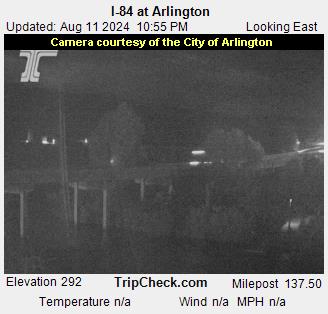 I-84 at Arlington
Updated: Aug 11 2024 10:55 PM Looking East
Camera courtesy of the City of Arlington
Elevation 292 TripCheck.com Milepost 137.50
Temperature n/a Wind n/a MPH n/a